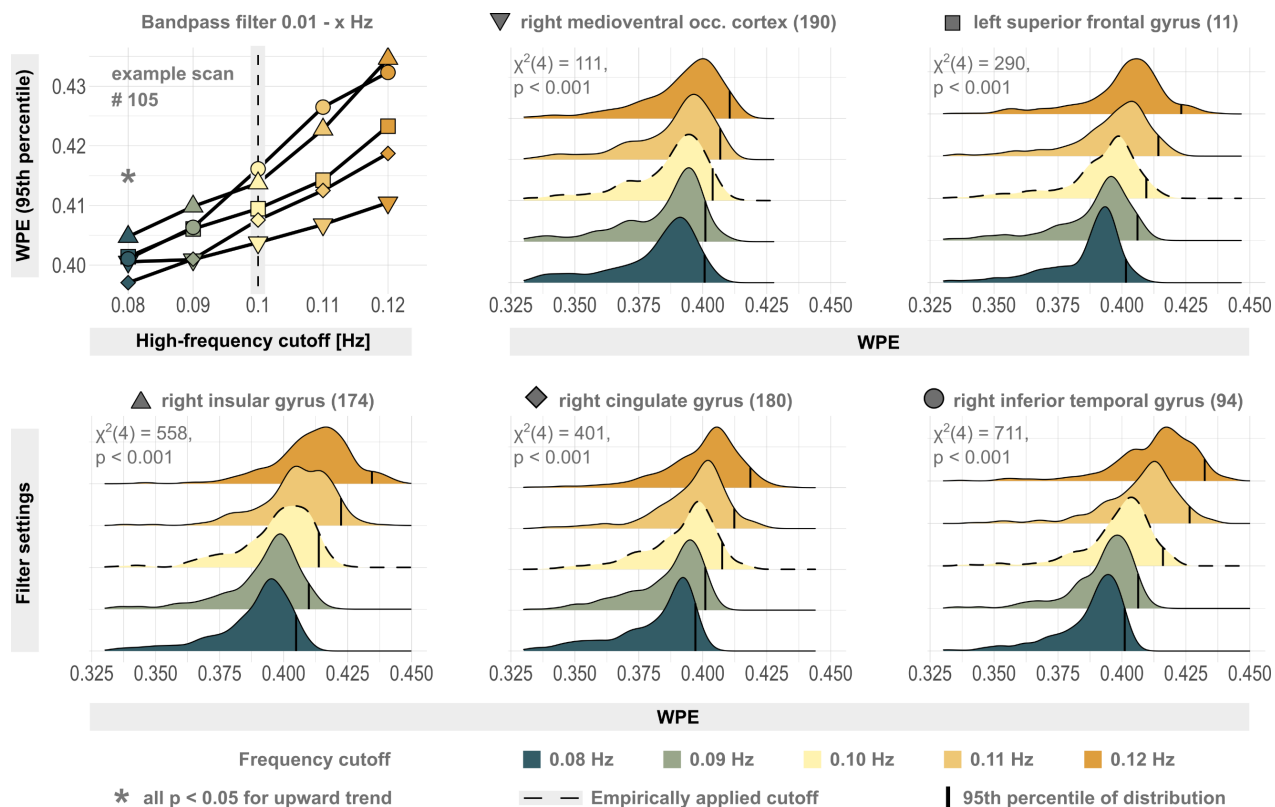 Bandpass filter 0.01 - x Hz
WPE (95th percentile)
0.43
0.42
0.41
0.40
example scan
# 105
*
0.08 0.09 0.1 0.11 0.12
High-frequency cutoff [Hz]
right medioventral occ. cortex (190)
χ²(4) = 111,
p < 0.001
0.325 0.350 0.375 0.400 0.425 0.450
left superior frontal gyrus (11)
χ²(4) = 290,
p < 0.001
0.325 0.350 0.375 0.400 0.425 0.450
WPE
Filter settings
right insular gyrus (174)
χ²(4) = 558,
p < 0.001
0.325 0.350 0.375 0.400 0.425 0.450
right cingulate gyrus (180)
χ²(4) = 401,
p < 0.001
0.325 0.350 0.375 0.400 0.425 0.450
right inferior temporal gyrus (94)
χ²(4) = 711,
p < 0.001
0.325 0.350 0.375 0.400 0.425 0.450
WPE
Frequency cutoff 0.08 Hz 0.09 Hz 0.10 Hz 0.11 Hz 0.12 Hz
* all p < 0.05 for upward trend Empirically applied cutoff 95th percentile of distribution